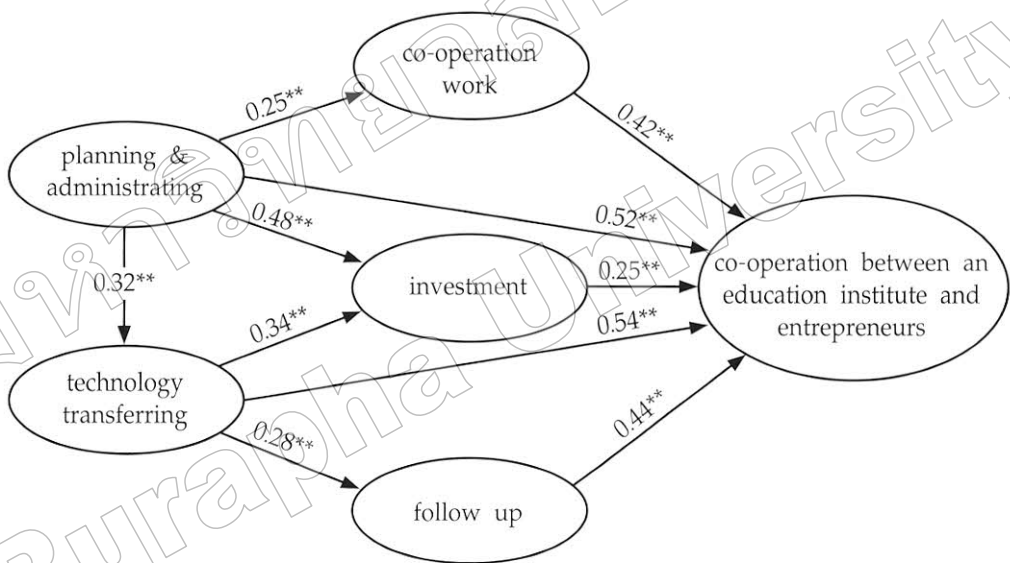 co-operation
work
0.25**
0.42**
planning &
administrating
0.48**
0.52**
0.32**
investment
0.25**
co-operation between an
education institute and
entrepreneurs
0.34**
0.54**
technology
transferring
0.28**
0.44**
follow up
Burapha University